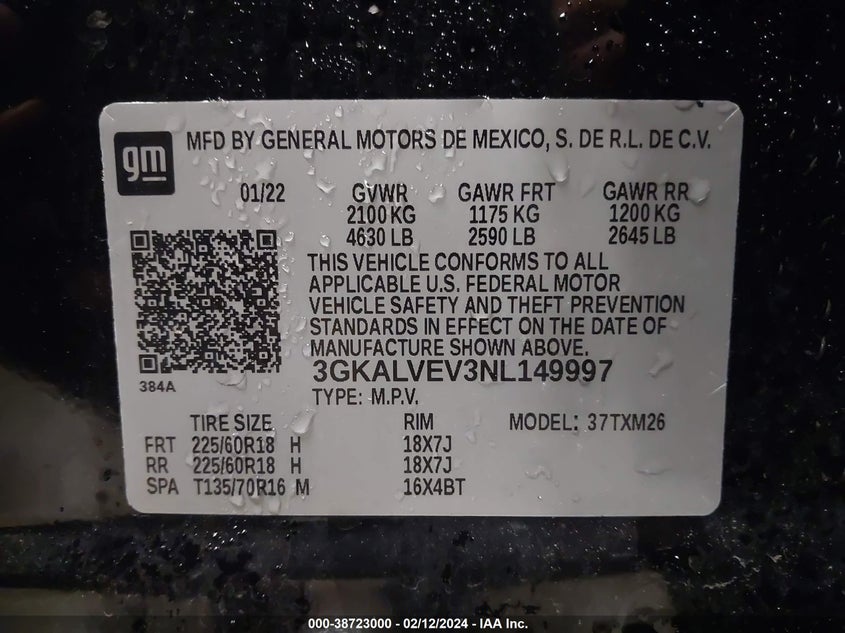 gm
MFD BY GENERAL MOTORS DE MEXICO, S. DE R.L. DE C.V.
01/22 GVWR GAWR FRT GAWR RR
2100 KG 1175 KG 1200 KG
4630 LB 2590 LB 2645 LB
THIS VEHICLE CONFORMS TO ALL
APPLICABLE U.S. FEDERAL MOTOR
VEHICLE SAFETY AND THEFT PREVENTION
STANDARDS IN EFFECT ON THE DATE OF
MANUFACTURE SHOWN ABOVE.
3GKALVEV3NL149997
384A
TYPE: M.P.V.
TIRE SIZE RIM MODEL: 37TXM26
FRT 225/60R18 H 18X7J
RR 225/60R18 H 18X7J
SPA T135/70R16 M 16X4BT
000-38723000 - 02/12/2024 - IAA Inc.